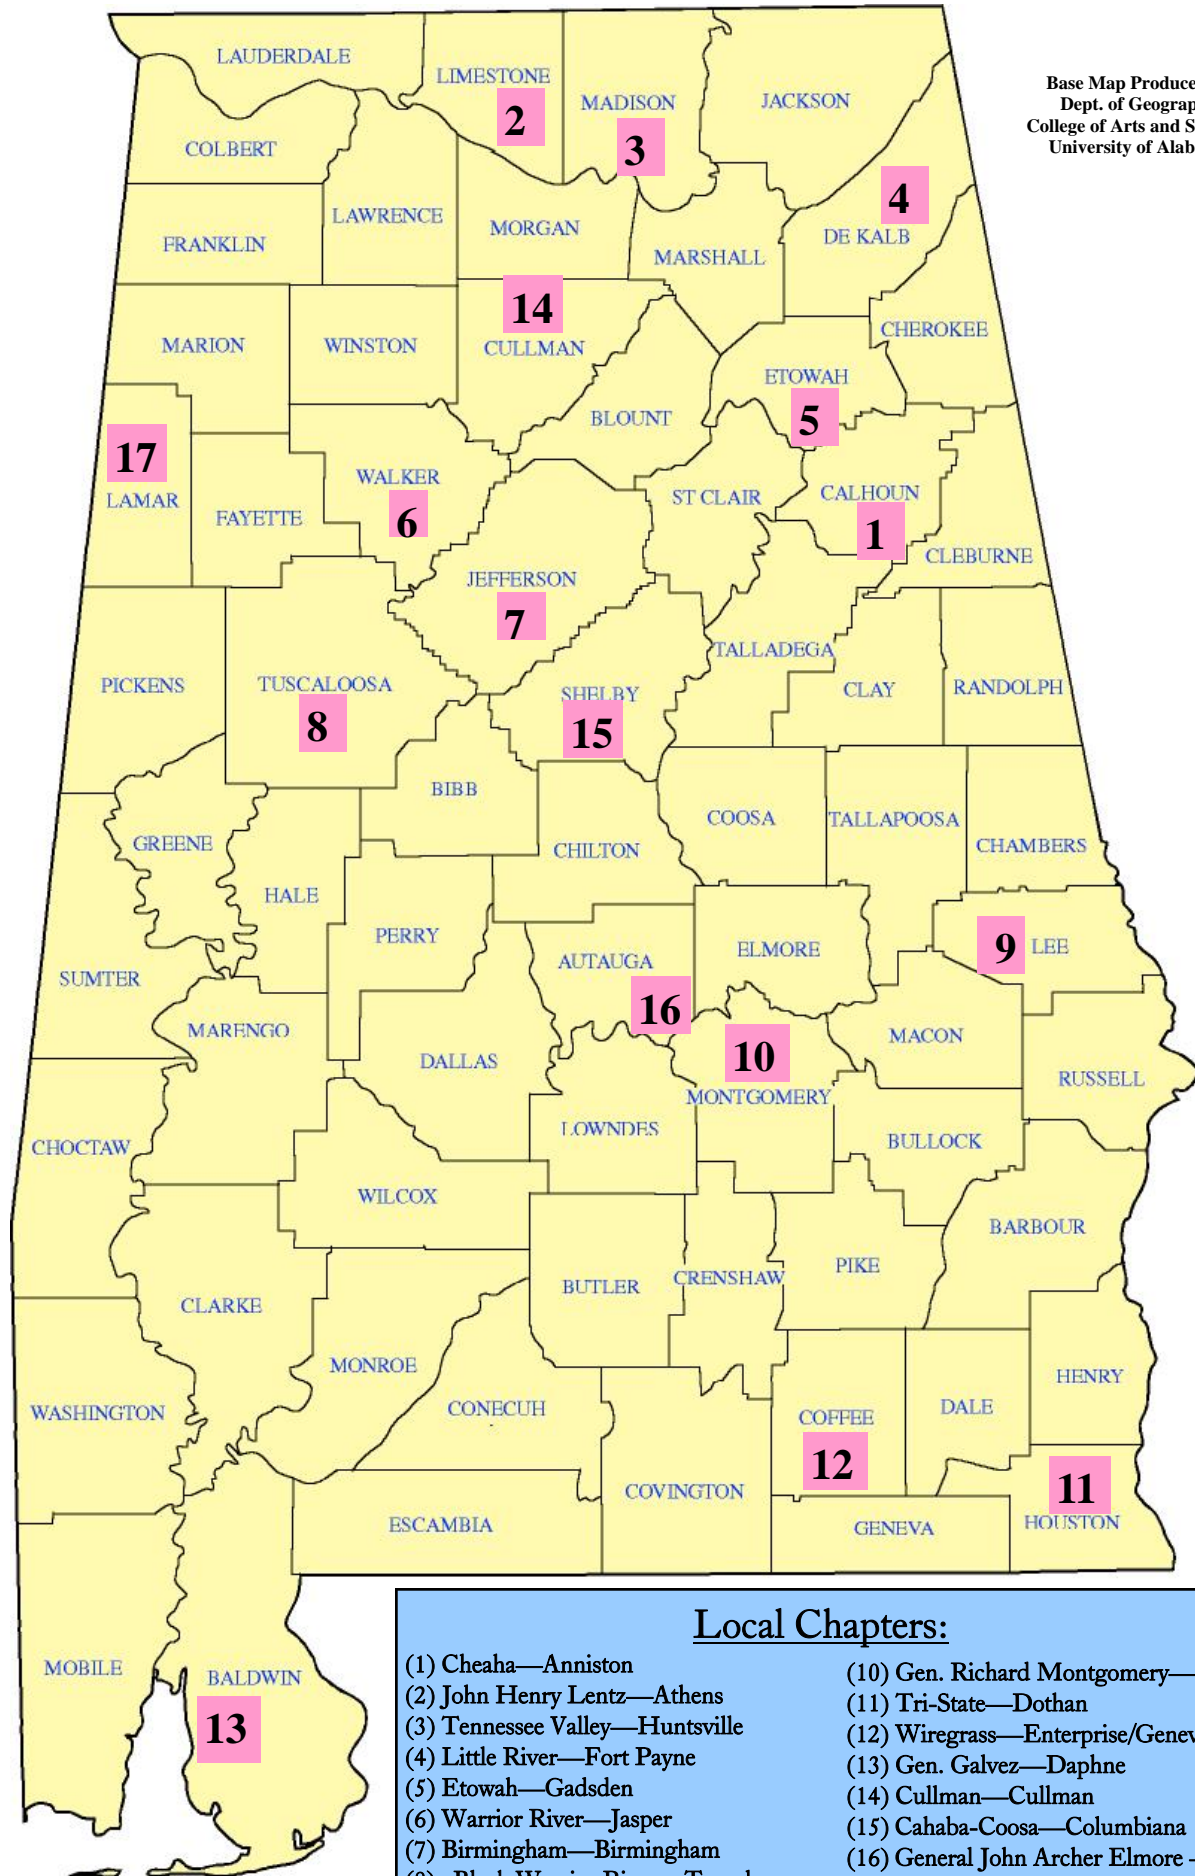 LAUDERDALE
LIMESTONE
2
MADISON
3
JACKSON
Base Map Produce
Dept. of Geograp
College of Arts and S
University of Alab
COLBERT
4
LAWRENCE
MORGAN
DE KALB
FRANKLIN
MARSHALL
14
CHEROKEE
MARION
WINSTON
CULLMAN
ETOWAH
5
BLOUNT
17
LAMAR
WALKER
6
ST CLAIR
CALHOUN
1
FAYETTE
CLEBURNE
JEFFERSON
7
TALLADEGA
PICKENS
TUSCALOOSA
8
SHELBY
15
CLAY
RANDOLPH
BIBB
COOSA
TALLAPOOSA
GREENE
CHILTON
CHAMBERS
HALE
PERRY
AUTAUGA
16
ELMORE
9
LEE
SUMTER
MARENGO
10
MONTGOMERY
MACON
DALLAS
RUSSELL
LOWNDES
BULLOCK
CHOCTAW
WILCOX
BARBOUR
BUTLER
CRENSHAW
PIKE
CLARKE
MONROE
HENRY
WASHINGTON
CONECUH
COFFEE
12
DALE
COVINGTON
11
HOUSTON
ESCAMBIA
GENEVA
MOBILE
BALDWIN
13
Local Chapters:
(1) Cheaha—Anniston
(2) John Henry Lentz—Athens
(3) Tennessee Valley—Huntsville
(4) Little River—Fort Payne
(5) Etowah—Gadsden
(6) Warrior River—Jasper
(7) Birmingham—Birmingham
(10) Gen. Richard Montgomery—
(11) Tri-State—Dothan
(12) Wiregrass—Enterprise/Genev
(13) Gen. Galvez—Daphne
(14) Cullman—Cullman
(15) Cahaba-Coosa—Columbiana
(16) General John Archer Elmore -